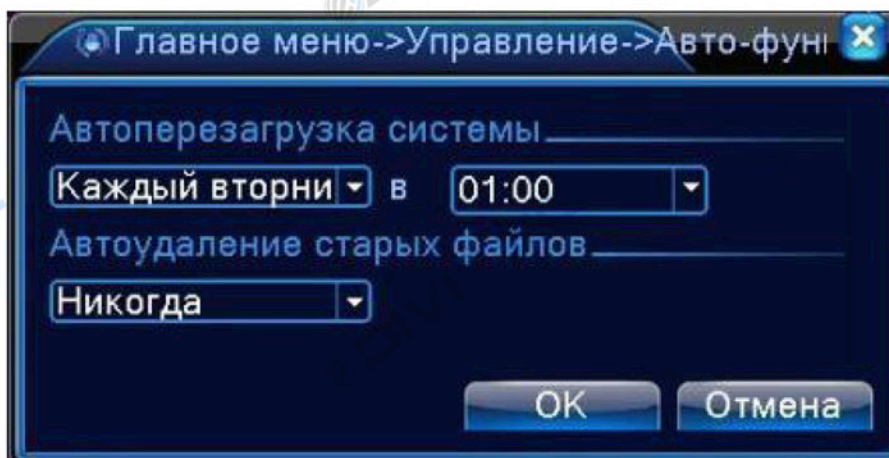 Главное меню->Управление->Авто-фун
Автоперезагрузка системы
Каждый вторни в 01:00
Автоудаление старых файлов
Никогда
OK Отмена